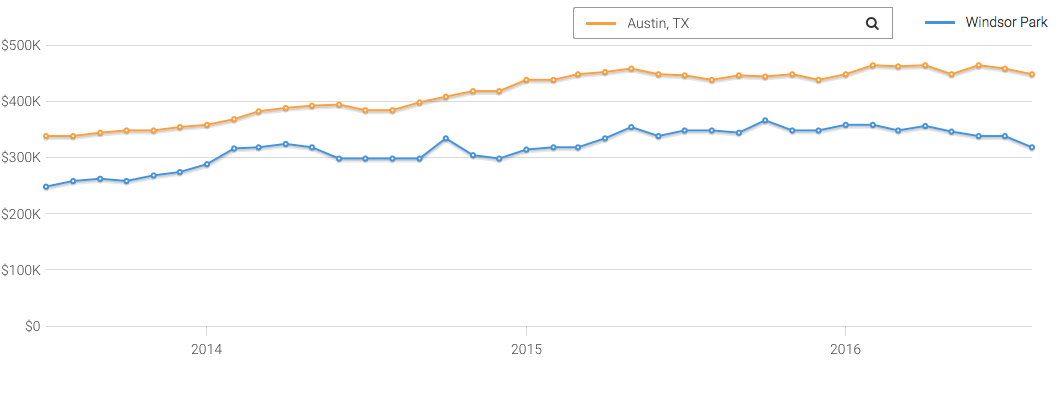 Austin, TX
Windsor Park
$500K
$400K
$300K
$200K
$100K
$0
2014
2015
2016